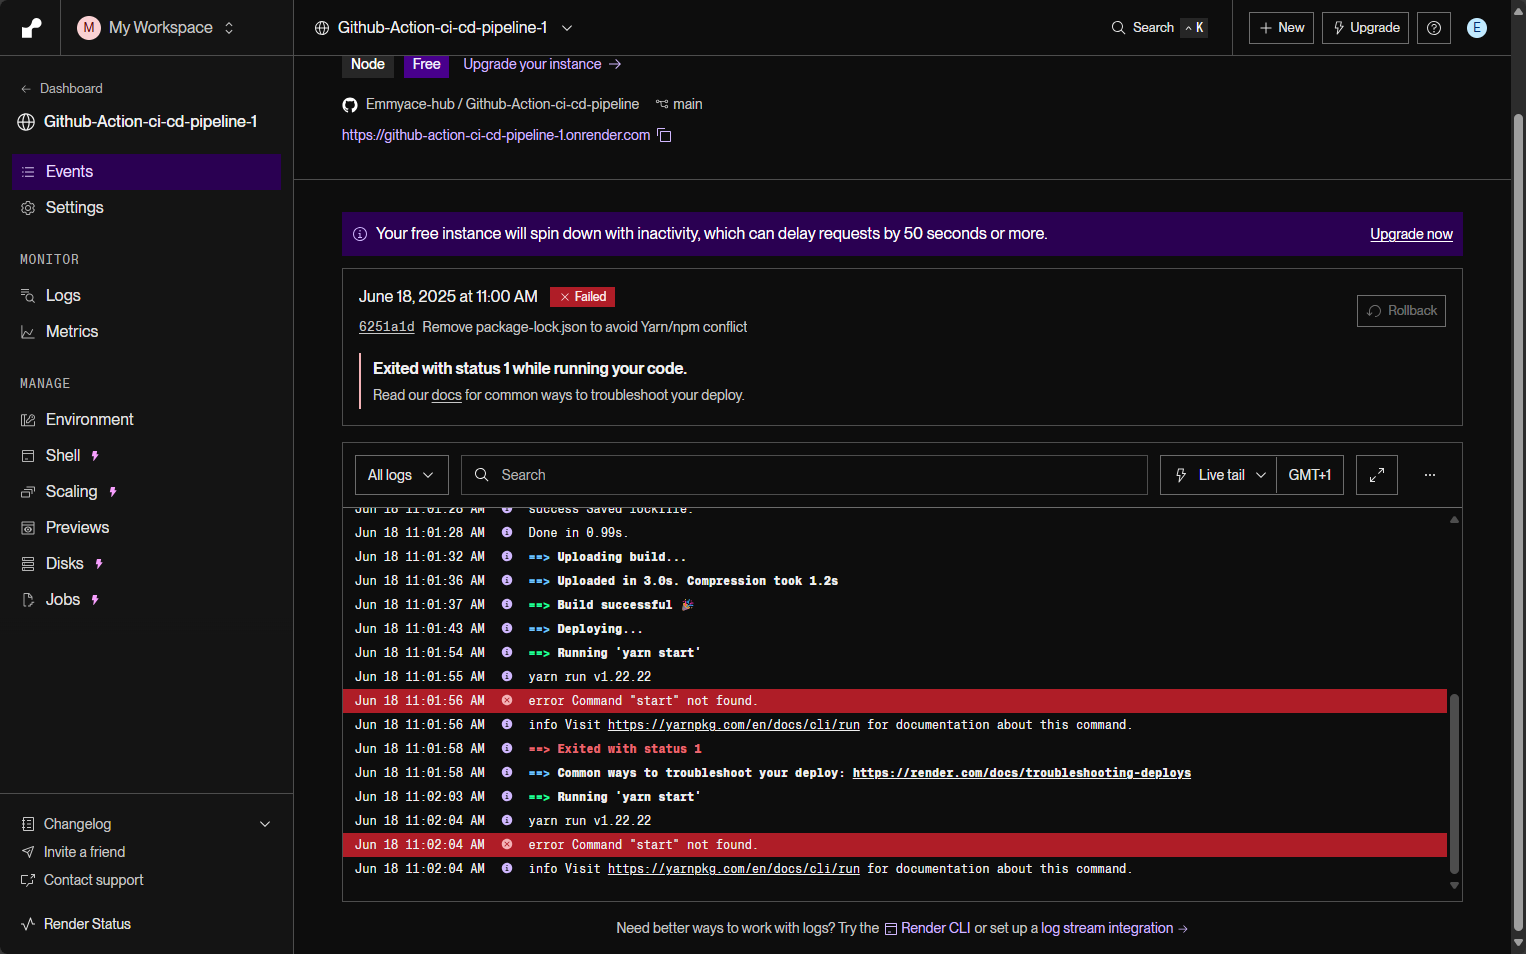 M My Workspace
Github-Action-ci-cd-pipeline-1
Search
K
New
Upgrade
E
Dashboard
Github-Action-ci-cd-pipeline-1
Events
Settings
MONITOR
Logs
Metrics
MANAGE
Environment
Shell
Scaling
Previews
Disks
Jobs
Changelog
Invite a friend
Contact support
Render Status
Node Free Upgrade your instance →
Emmyace-hub / Github-Action-ci-cd-pipeline main
https://github-action-ci-cd-pipeline-1.onrender.com
Your free instance will spin down with inactivity, which can delay requests by 50 seconds or more. Upgrade now
June 18, 2025 at 11:00 AM Failed
Rollback
6251a1d Remove package-lock.json to avoid Yarn/npm conflict
Exited with status 1 while running your code.
Read our docs for common ways to troubleshoot your deploy.
All logs Search Live tail GMT+1 ...
Jun 18 11:01:28 AM success Saved lockfile.
Jun 18 11:01:28 AM Done in 0.99s.
Jun 18 11:01:32 AM ==> Uploading build...
Jun 18 11:01:36 AM ==> Uploaded in 3.0s. Compression took 1.2s
Jun 18 11:01:37 AM ==> Build successful 🎉
Jun 18 11:01:43 AM ==> Deploying...
Jun 18 11:01:54 AM ==> Running 'yarn start'
Jun 18 11:01:55 AM yarn run v1.22.22
Jun 18 11:01:56 AM error Command "start" not found.
Jun 18 11:01:56 AM info Visit https://yarnpkg.com/en/docs/cli/run for documentation about this command.
Jun 18 11:01:58 AM ==> Exited with status 1
Jun 18 11:01:58 AM ==> Common ways to troubleshoot your deploy: https://render.com/docs/troubleshooting-deploys
Jun 18 11:02:03 AM ==> Running 'yarn start'
Jun 18 11:02:04 AM yarn run v1.22.22
Jun 18 11:02:04 AM error Command "start" not found.
Jun 18 11:02:04 AM info Visit https://yarnpkg.com/en/docs/cli/run for documentation about this command.
Need better ways to work with logs? Try the Render CLI or set up a log stream integration →